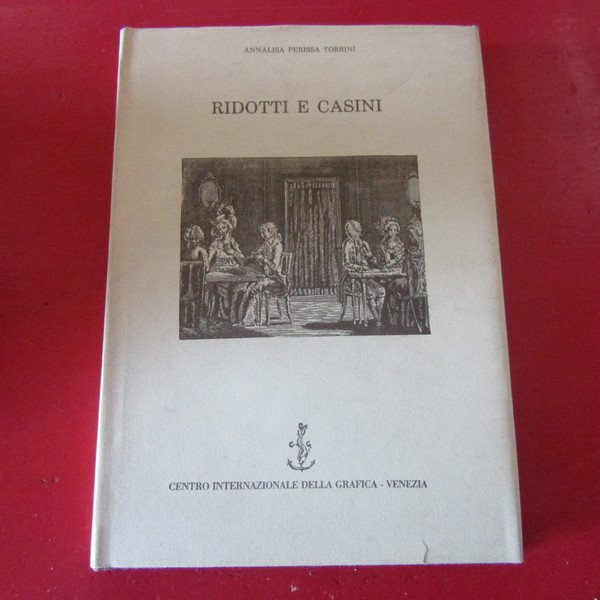 ANNALISA PERISSA TORRINI
RIDOTTI E CASINI
CENTRO INTERNAZIONALE DELLA GRAFICA - VENEZIA